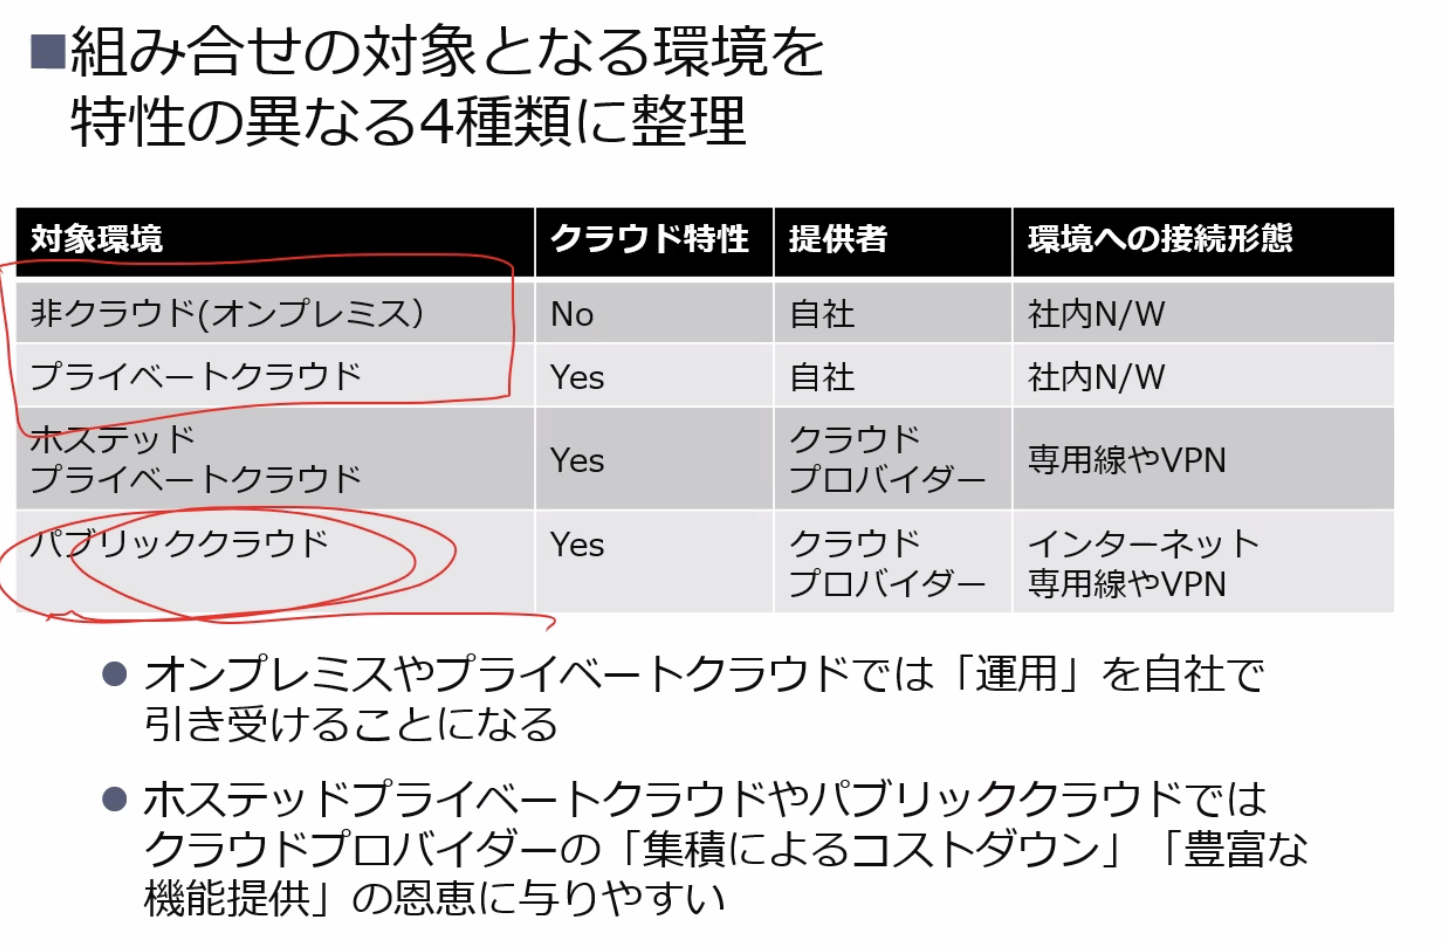 ■組み合せの対象となる環境を
特性の異なる4種類に整理
対象環境 クラウド特性 提供者 環境への接続形態
非クラウド(オンプレミス） No 自社 社内N/W
プライベートクラウド Yes 自社 社内N/W
ホステッド
プライベートクラウド Yes クラウド
プロバイダー 専用線やVPN
パブリッククラウド Yes クラウド
プロバイダー インターネット
専用線やVPN
● オンプレミスやプライベートクラウドでは「運用」を自社で
引き受けることになる
● ホステッドプライベートクラウドやパブリッククラウドでは
クラウドプロバイダーの「集積によるコストダウン」「豊富な
機能提供」の恩恵に与りやすい